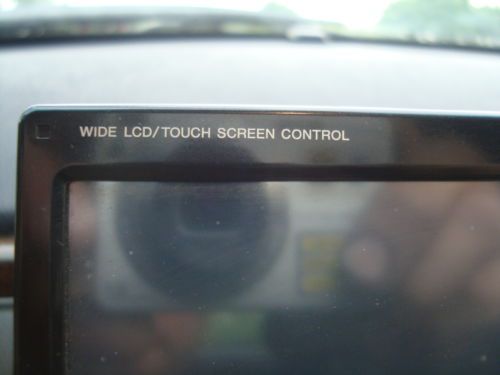 WIDE LCD/TOUCH SCREEN CONTROL